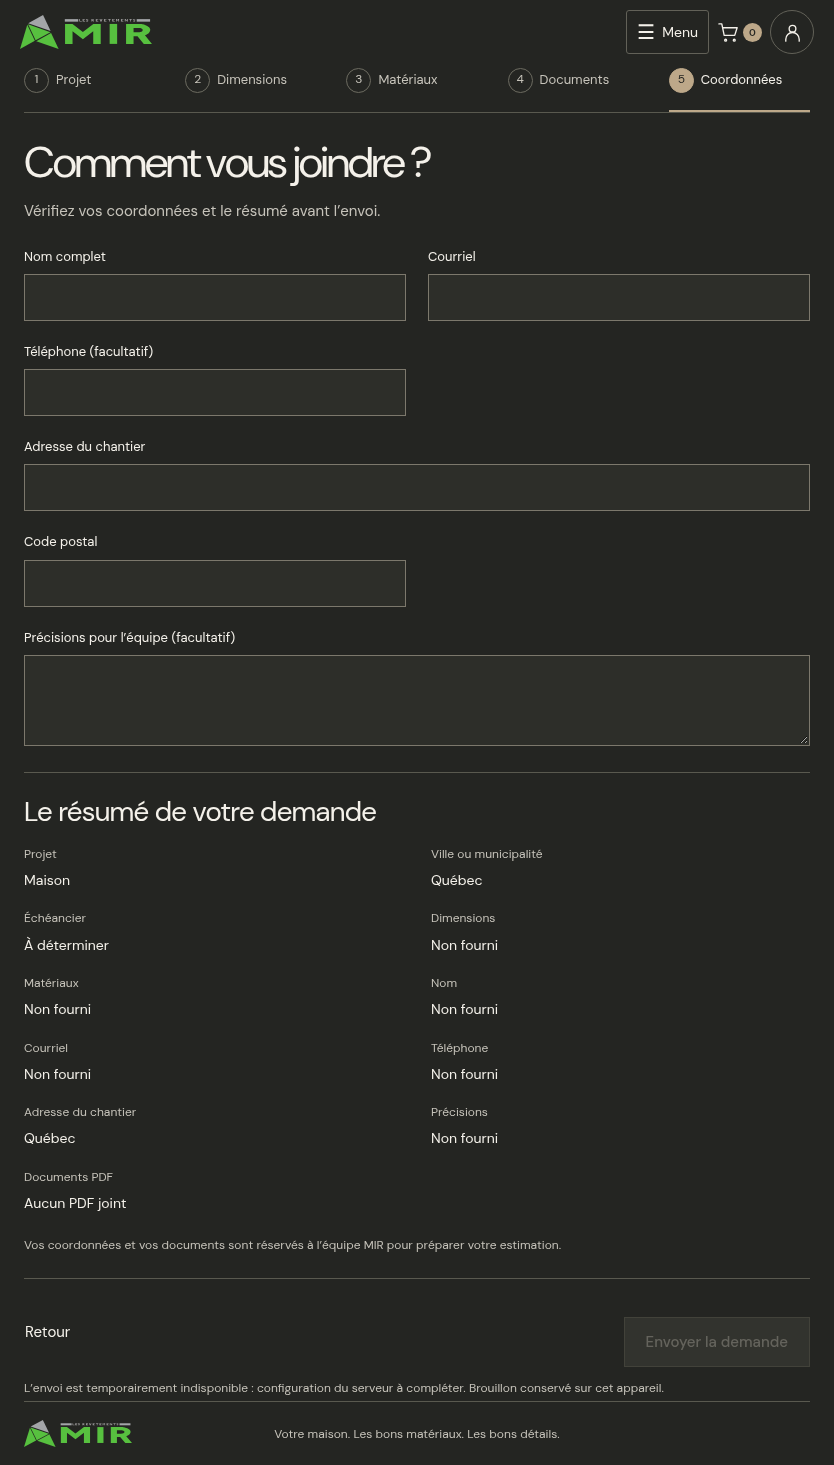 LES REVÊTEMENTS
MIR
Menu
0
1 Projet
2 Dimensions
3 Matériaux
4 Documents
5 Coordonnées
Comment vous joindre ?
Vérifiez vos coordonnées et le résumé avant l’envoi.
Nom complet
Courriel
Téléphone (facultatif)
Adresse du chantier
Code postal
Précisions pour l’équipe (facultatif)
Le résumé de votre demande
Projet
Maison
Ville ou municipalité
Québec
Échéancier
À déterminer
Dimensions
Non fourni
Matériaux
Non fourni
Nom
Non fourni
Courriel
Non fourni
Téléphone
Non fourni
Adresse du chantier
Québec
Précisions
Non fourni
Documents PDF
Aucun PDF joint
Vos coordonnées et vos documents sont réservés à l’équipe MIR pour préparer votre estimation.
Retour
Envoyer la demande
L’envoi est temporairement indisponible : configuration du serveur à compléter. Brouillon conservé sur cet appareil.
LES REVÊTEMENTS
MIR
Votre maison. Les bons matériaux. Les bons détails.